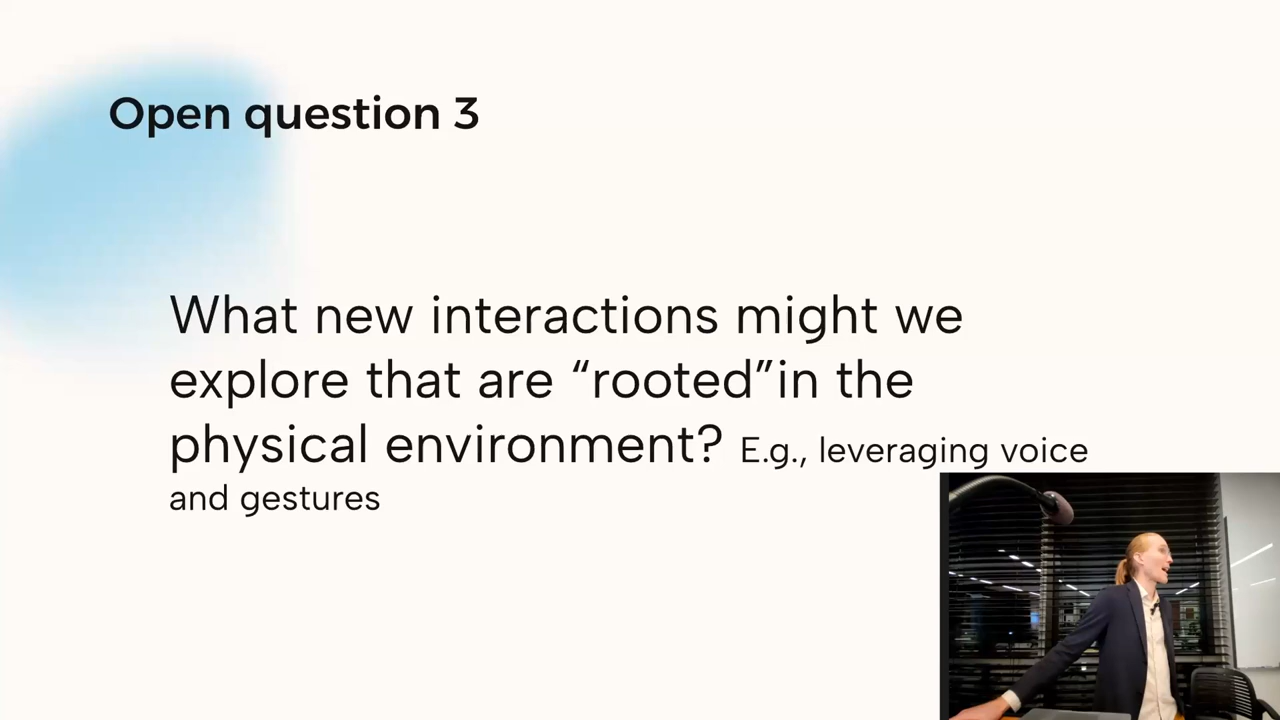 Open question 3
What new interactions might we
explore that are “rooted”in the
physical environment? E.g., leveraging voice
and gestures